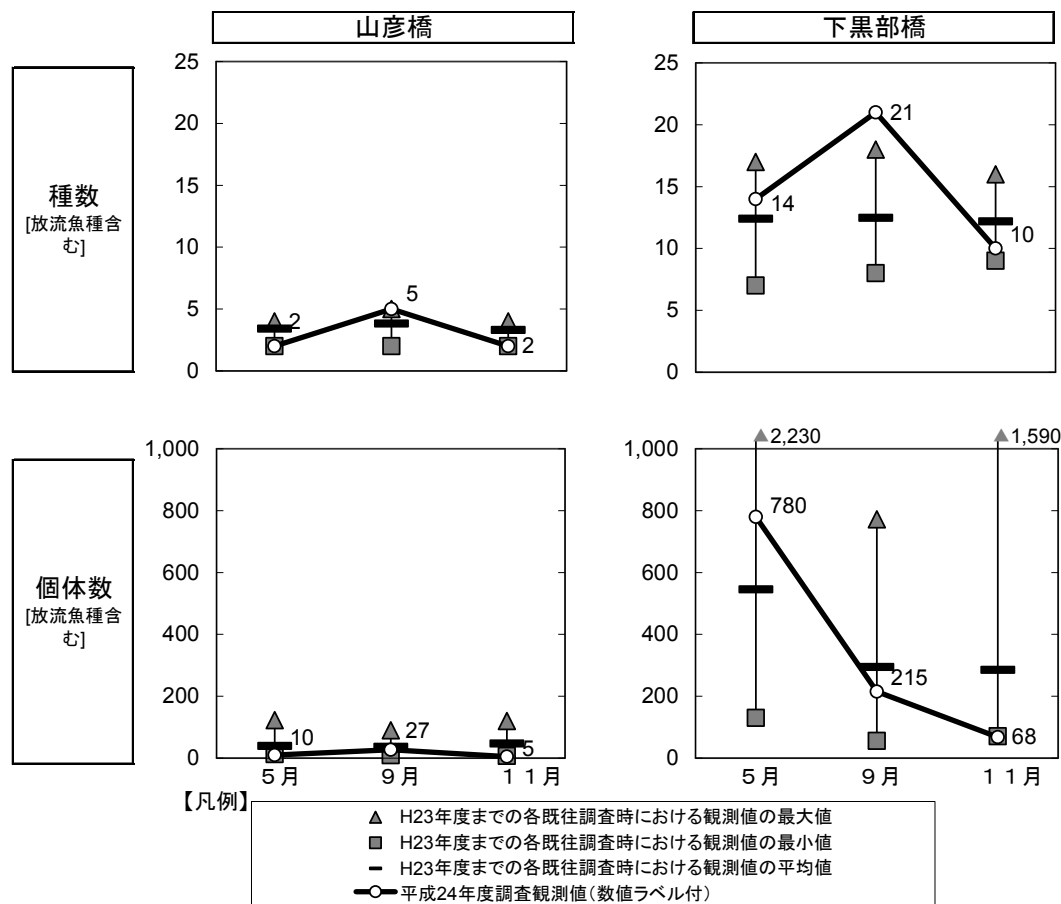 山彦橋
下黒部橋
種数
[放流魚種含
む]
25
20
15
10
5
0
2
5
2
25
20
15
10
5
0
14
21
10
個体数
[放流魚種含
む]
1,000
800
600
400
200
0
10
27
5
5月
9月
11月
1,000
800
600
400
200
0
2,230
1,590
780
215
68
5月
9月
11月
【凡例】
H23年度までの各既往調査時における観測値の最大値
H23年度までの各既往調査時における観測値の最小値
H23年度までの各既往調査時における観測値の平均値
平成24年度調査観測値(数値ラベル付)